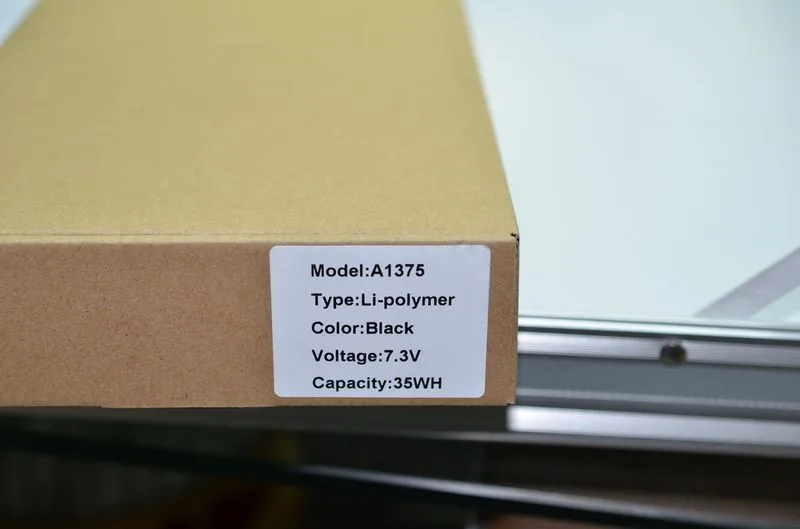 Model:A1375
Type:Li-polymer
Color:Black
Voltage:7.3V
Capacity:35WH